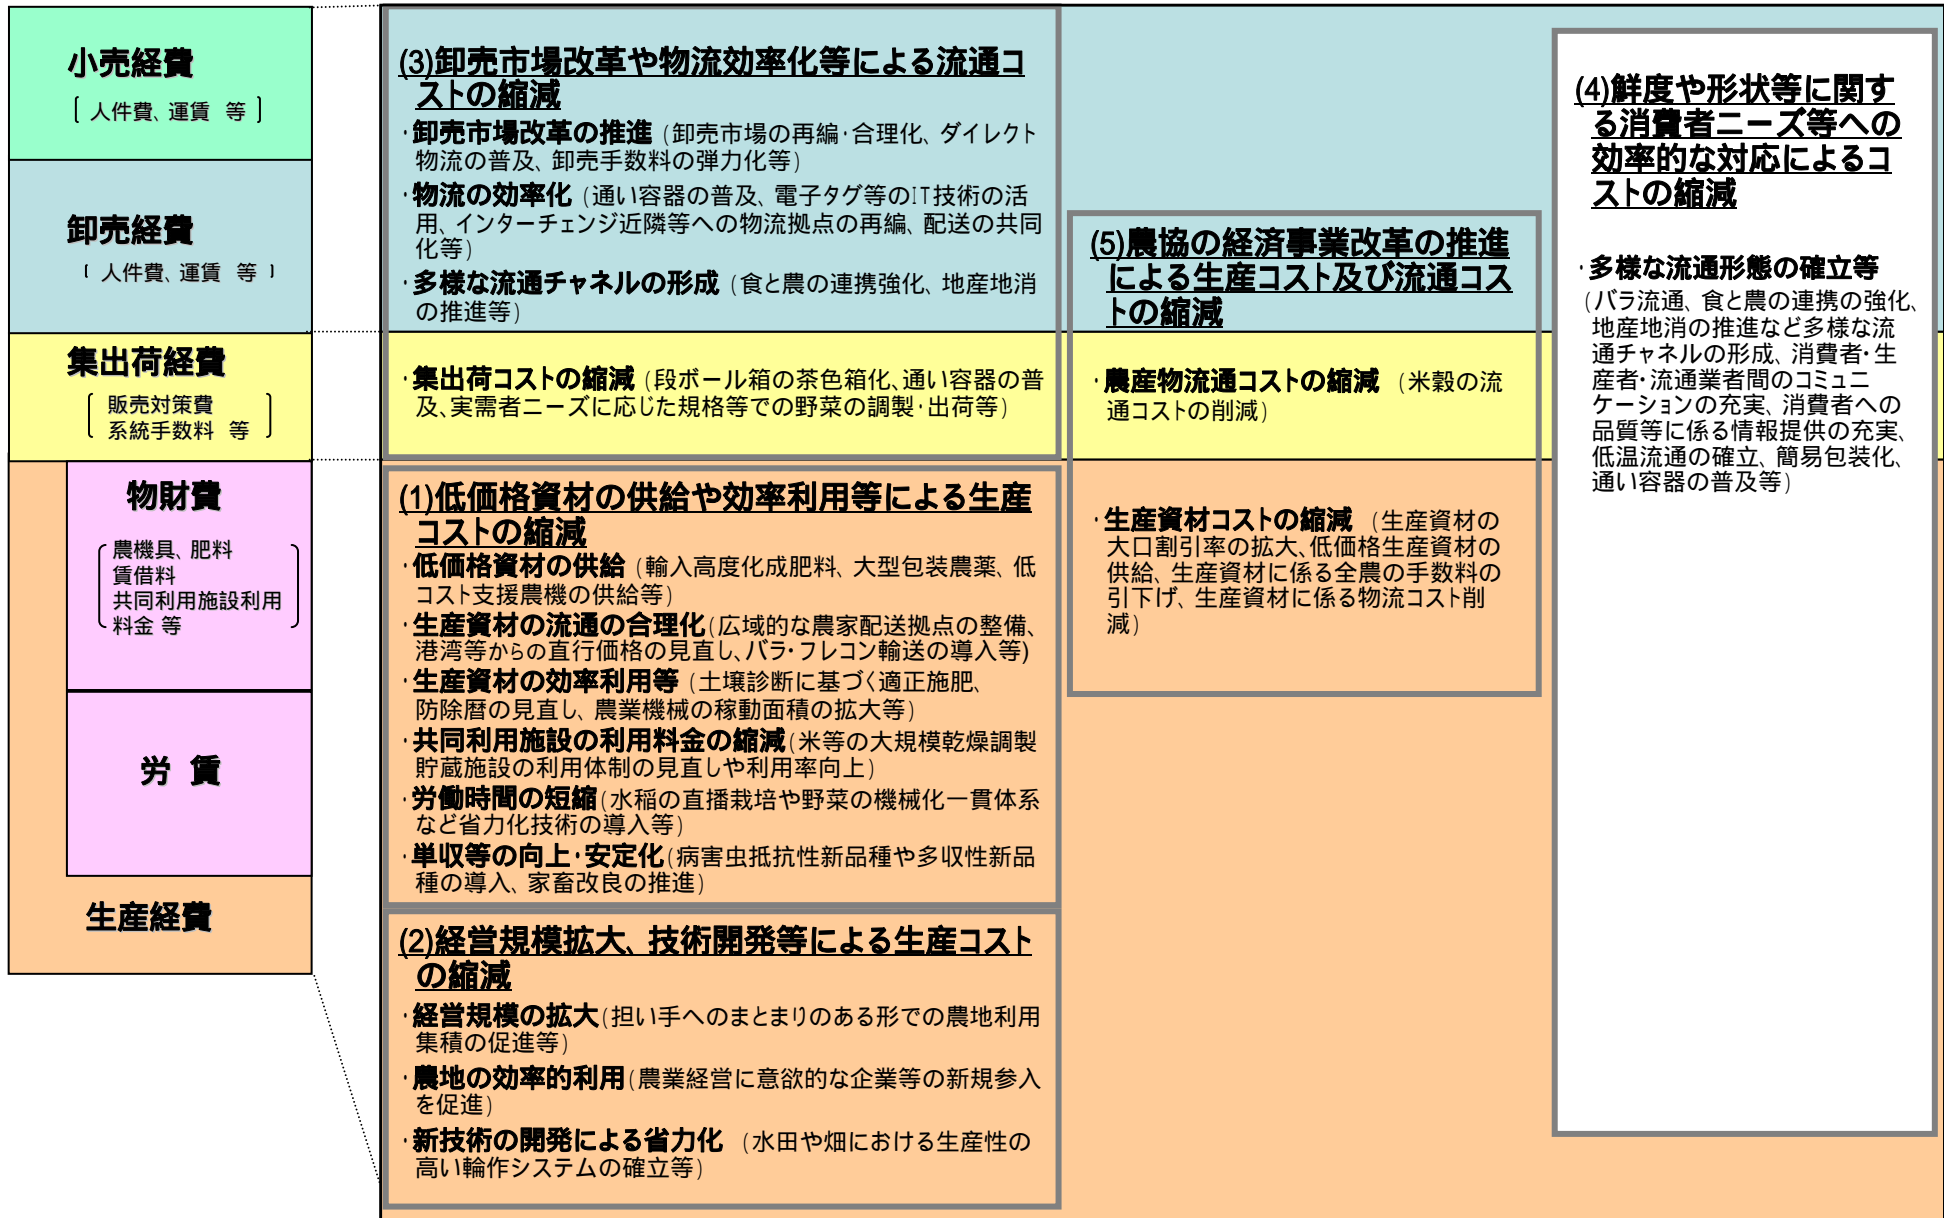 小売経費
人件費、運賃 等
卸売経費
人件費、運賃 等
集出荷経費
販売対策費
系統手数料 等
物財費
農機具、肥料
賃借料
共同利用施設利用
料金 等
労 賃
生産経費
(3)卸売市場改革や物流効率化等による流通コ
ストの縮減
・卸売市場改革の推進（卸売市場の再編・合理化、ダイレクト
物流の普及、卸売手数料の弾力化等）
・物流の効率化（通い容器の普及、電子タグ等のIT技術の活
用、インターチェンジ近隣等への物流拠点の再編、配送の共同
化等）
・多様な流通チャネルの形成（食と農の連携強化、地産地消
の推進等）
・集出荷コストの縮減（段ボール箱の茶色箱化、通い容器の普
及、実需者ニーズに応じた規格等での野菜の調製・出荷等）
(1)低価格資材の供給や効率利用等による生産
コストの縮減
・低価格資材の供給（輸入高度化成肥料、大型包装農薬、低
コスト支援農機の供給等）
・生産資材の流通の合理化（広域的な農家配送拠点の整備、
港湾等からの直行価格の見直し、バラ・フレコン輸送の導入等)
・生産資材の効率利用等（土壌診断に基づく適正施肥、
防除暦の見直し、農業機械の稼動面積の拡大等）
・共同利用施設の利用料金の縮減（米等の大規模乾燥調製
貯蔵施設の利用体制の見直しや利用率向上）
・労働時間の短縮（水稲の直播栽培や野菜の機械化一貫体系
など省力化技術の導入等）
・単収等の向上・安定化（病害虫抵抗性新品種や多収性新品
種の導入、家畜改良の推進）
(2)経営規模拡大、技術開発等による生産コスト
の縮減
・経営規模の拡大（担い手へのまとまりのある形での農地利用
集積の促進等）
・農地の効率的利用（農業経営に意欲的な企業等の新規参入
を促進）
・新技術の開発による省力化（水田や畑における生産性の
高い輪作システムの確立等）
(5)農協の経済事業改革の推進
による生産コスト及び流通コス
トの縮減
・農産物流通コストの縮減（米穀の流
通コストの削減）
・生産資材コストの縮減（生産資材の
大口割引率の拡大、低価格生産資材の
供給、生産資材に係る全農の手数料の
引下げ、生産資材に係る物流コスト削
減）
(4)鮮度や形状等に関す
る消費者ニーズ等への
効率的な対応によるコ
ストの縮減
・多様な流通形態の確立等
（バラ流通、食と農の連携の強化、
地産地消の推進など多様な流
通チャネルの形成、消費者・生
産者・流通業者間のコミュニ
ケーションの充実、消費者への
品質等に係る情報提供の充実、
低温流通の確立、簡易包装化、
通い容器の普及等）